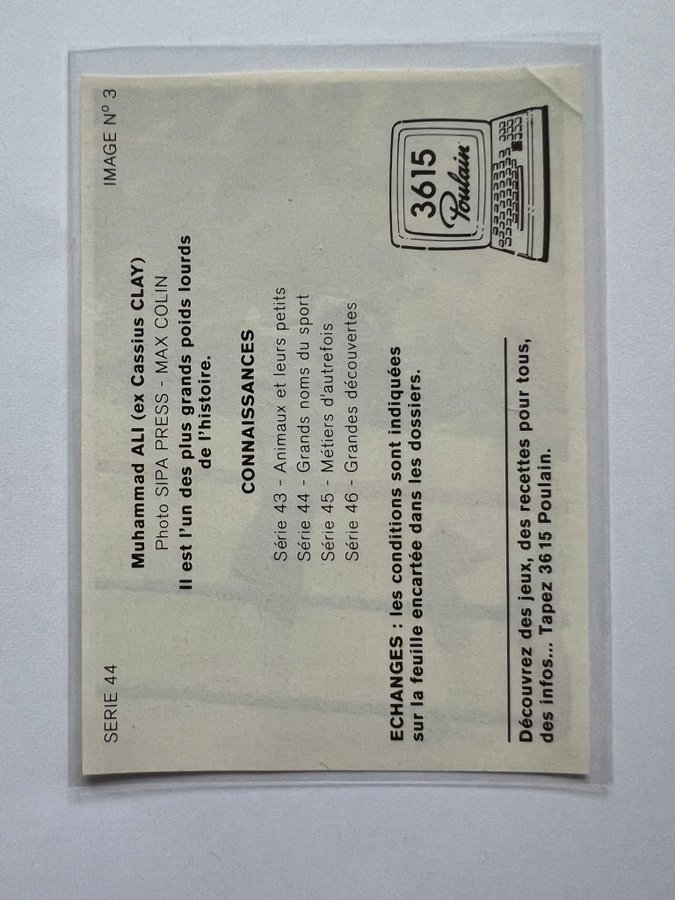 SERIE 44
IMAGE Nº 3
Muhammad ALI (ex Cassius CLAY)
Photo SIPA PRESS - MAX COLIN
Il est l'un des plus grands poids lourds
de l'histoire.
CONNAISSANCES
Série 43 - Animaux et leurs petits
Série 44 - Grands noms du sport
Série 45 - Métiers d'autrefois
Série 46 - Grandes découvertes
ECHANGES : les conditions sont indiquées
sur la feuille encartée dans les dossiers.
3615
Poulain
Découvrez des jeux, des recettes pour tous,
des infos... Tapez 36 15 Poulain.